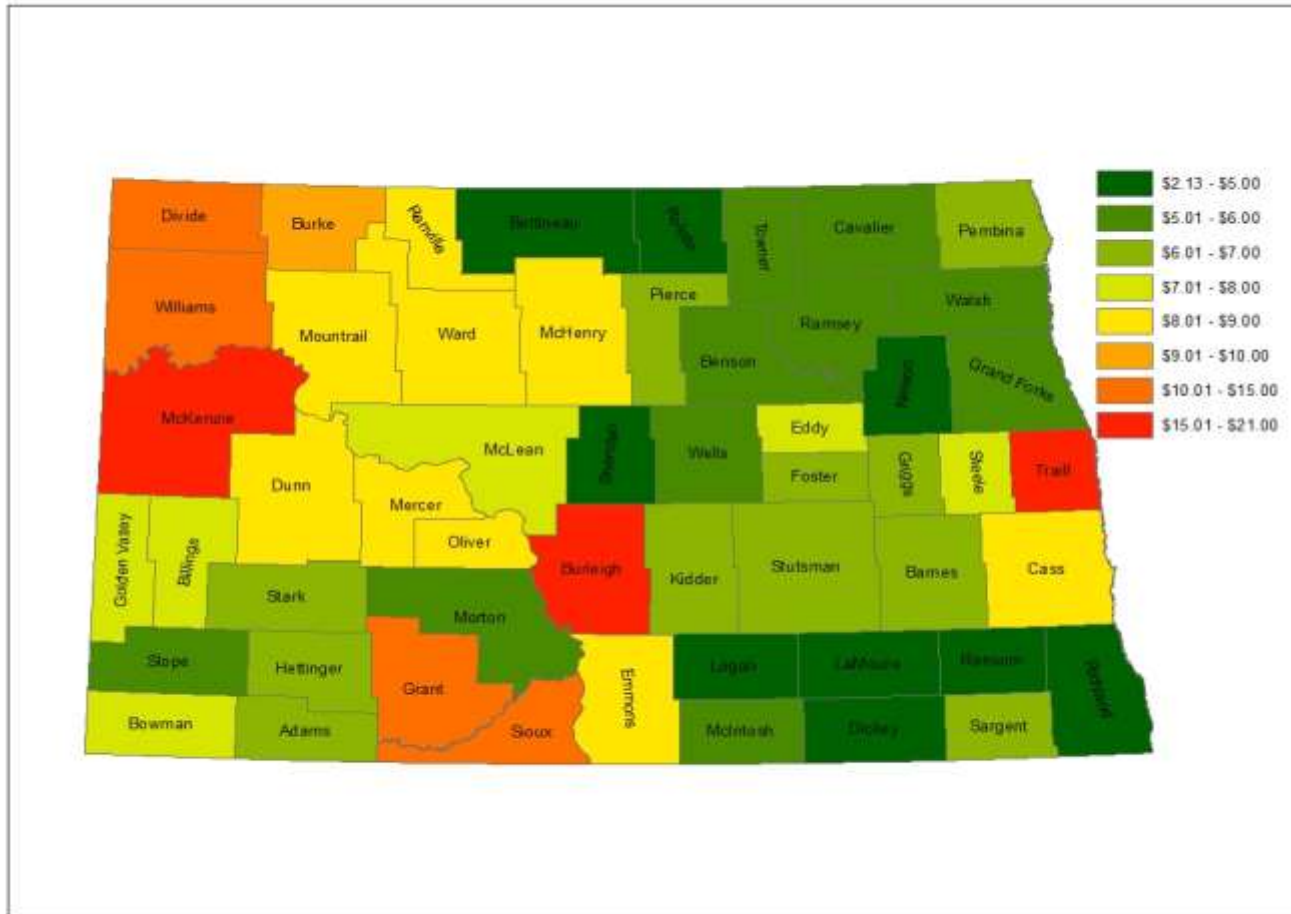 $2.13 - $5.00
$5.01 - $6.00
$6.01 - $7.00
$7.01 - $8.00
$8.01 - $9.00
$9.01 - $10.00
$10.01 - $15.00
$15.01 - $21.00
Divide
Burke
Renville
Bottineau
Rolette
Towner
Cavalier
Pembina
Williams
Mountrail
Ward
McHenry
Pierce
Benson
Ramsey
Walsh
Nelson
Grand Forks
McKenzie
Dunn
McLean
Mercer
Oliver
Sheridan
Wells
Eddy
Foster
Griggs
Steele
Traill
Golden Valley
Billings
Stark
Morton
Burleigh
Kidder
Stutsman
Barnes
Cass
Slope
Hettinger
Grant
Sioux
Emmons
Logan
LaMoure
Ransom
Richland
Bowman
Adams
McIntosh
Dickey
Sargent